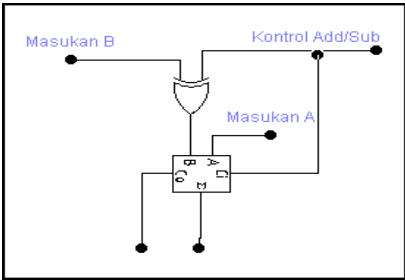 Masukan B
Kontrol Add/Sub
Masukan A
B A
Co Σ Ci